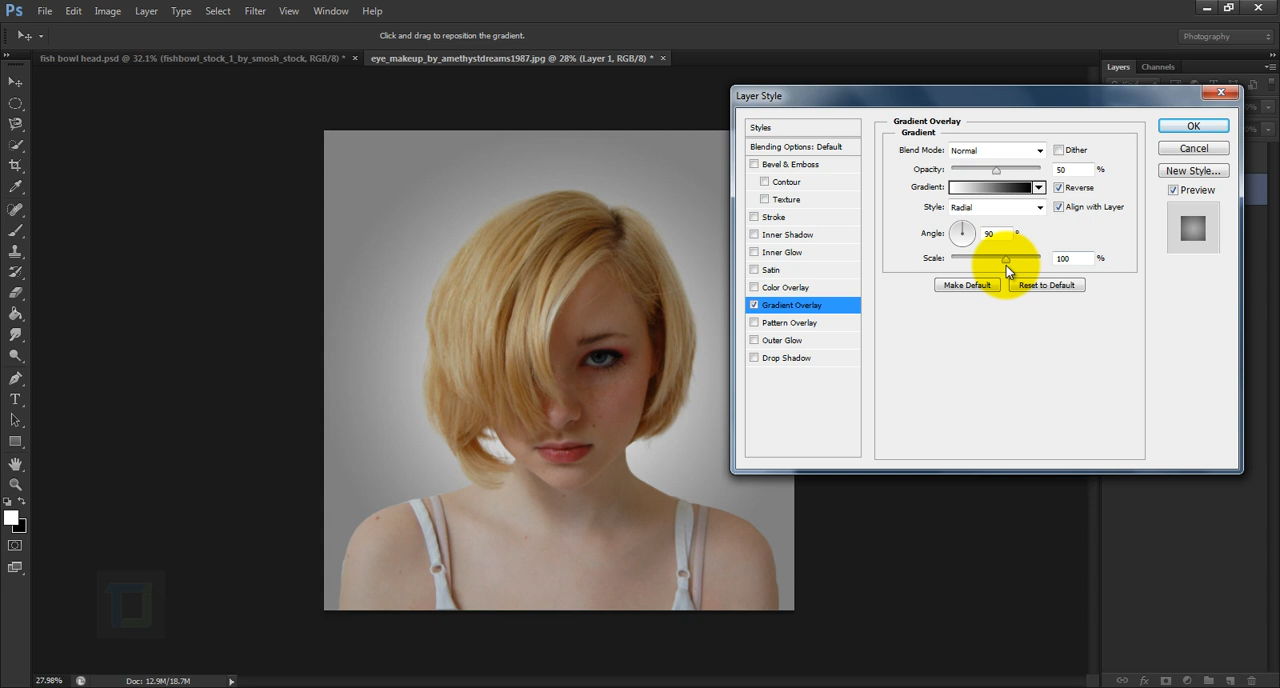 Ps File Edit Image Layer Type Select Filter View Window Help
Click and drag to reposition the gradient.
Photography
fish bowl head.psd @ 32.1% (fishbowl_stock_1_by_smosh_stock, RGB/8) *
eye_makeup_by_amethystdreams1987.jpg @ 28% (Layer 1, RGB/8) *
Layers Channels
Layer Style
Styles
Blending Options: Default
Bevel & Emboss
Contour
Texture
Stroke
Inner Shadow
Inner Glow
Satin
Color Overlay
Gradient Overlay
Pattern Overlay
Outer Glow
Drop Shadow
Gradient Overlay
Gradient
Blend Mode: Normal Dither
Opacity: 50 %
Gradient: Reverse
Style: Radial Align with Layer
Angle: 90 °
Scale: 100 %
Make Default Reset to Default
OK
Cancel
New Style...
Preview
27.98% Doc: 12.9M/18.7M